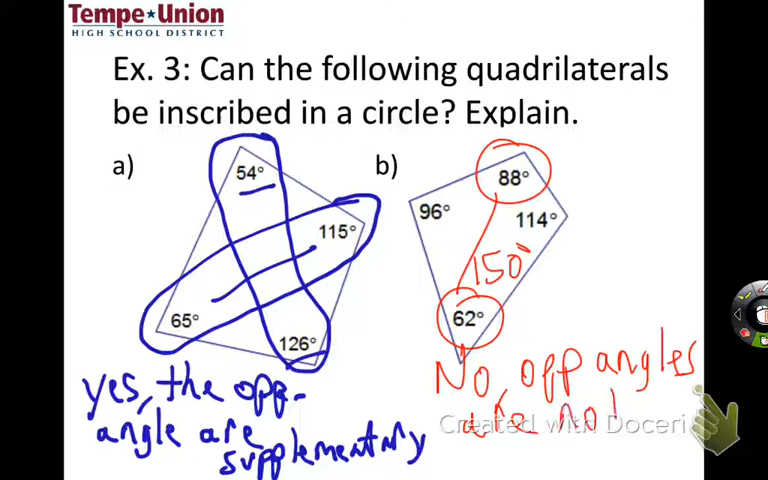 Tempe★Union
HIGH SCHOOL DISTRICT
Ex. 3: Can the following quadrilaterals
be inscribed in a circle? Explain.
a)
b)
54°
115°
65°
126°
88°
96°
114°
150°
62°
yes, the opp.
angle are
supplementary
No, opp angles
are no
Created with Doceri